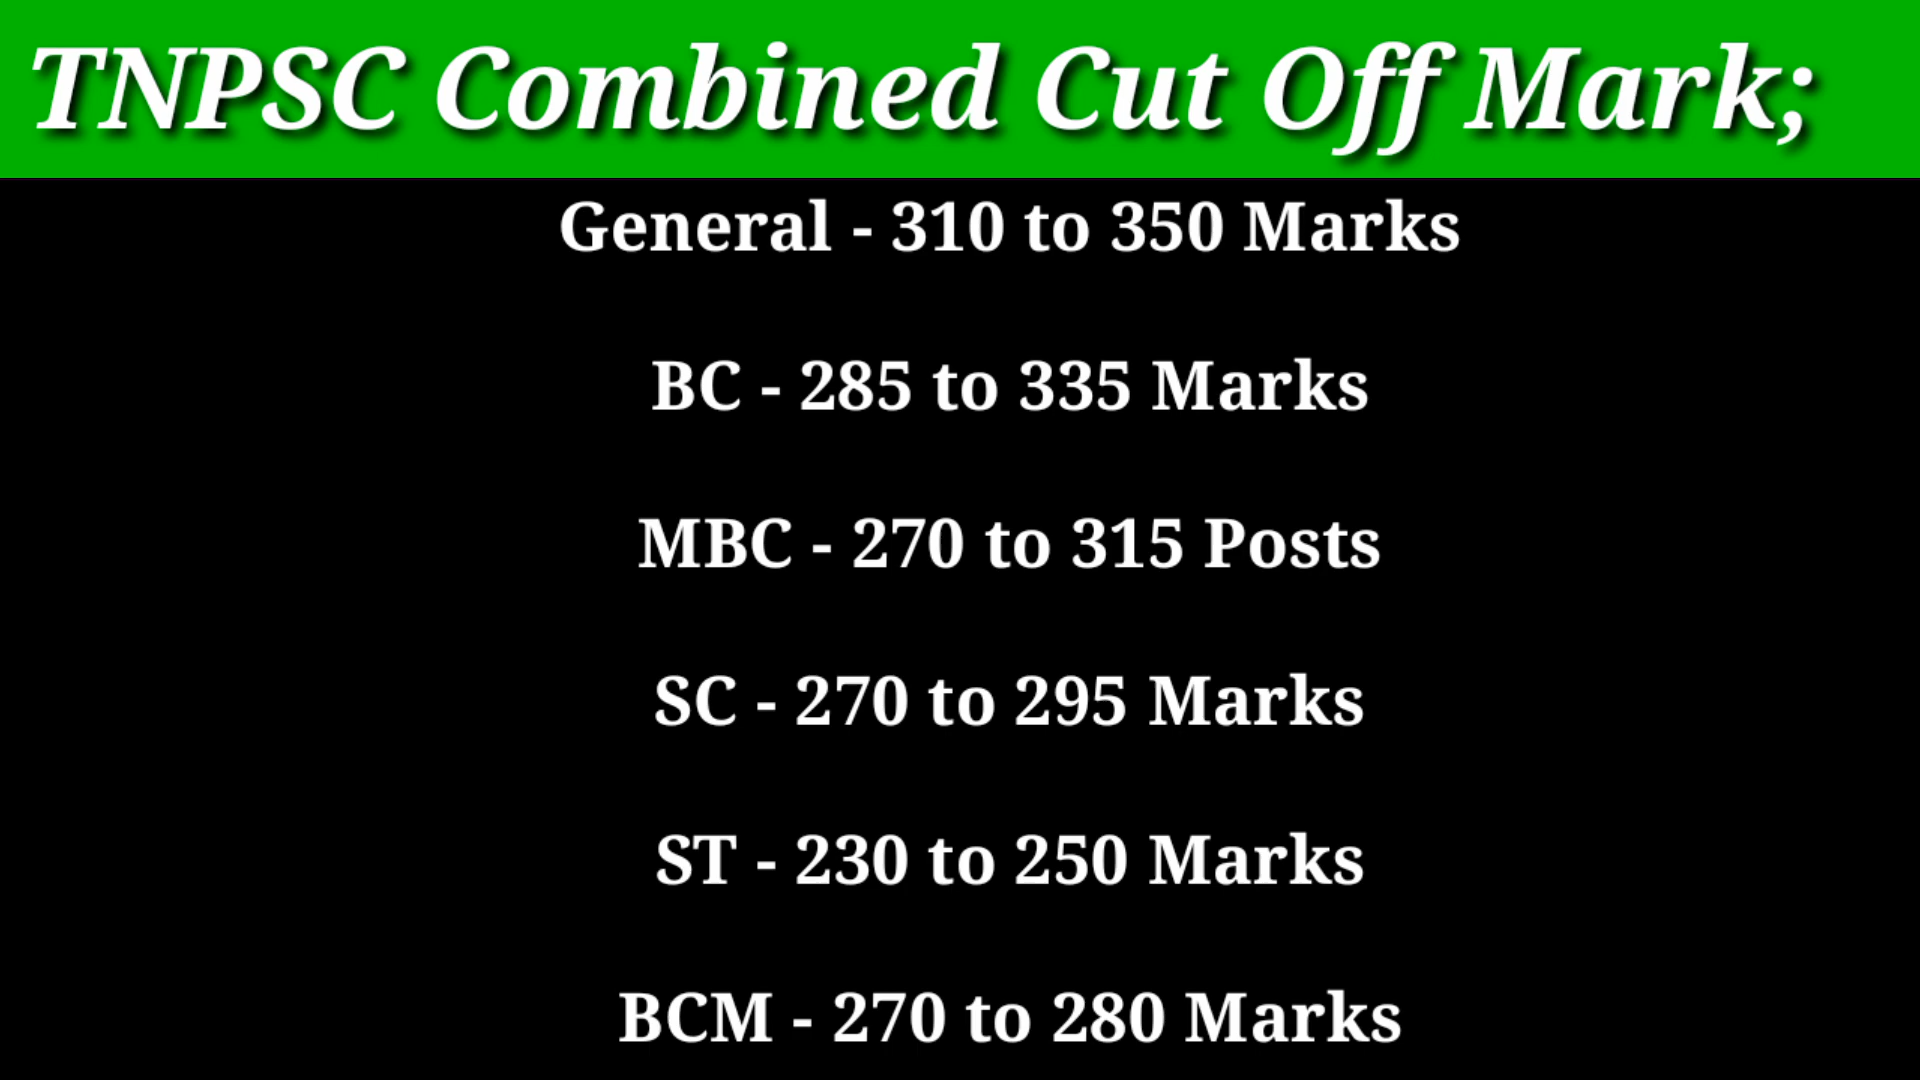 TNPSC Combined Cut Off Mark;
General - 310 to 350 Marks
BC - 285 to 335 Marks
MBC - 270 to 315 Posts
SC - 270 to 295 Marks
ST - 230 to 250 Marks
BCM - 270 to 280 Marks